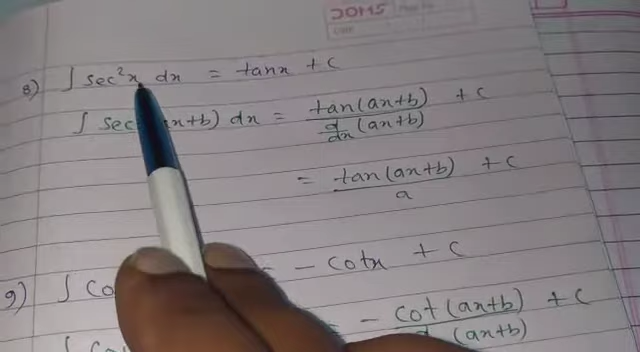 8) ∫ sec²x dx = tanx + c
∫ sec (ax+b) dx = tan(ax+b) / d/dx (ax+b) + c
= tan(ax+b) / a + c
9) ∫ Co = - cotx + c
= - cot(ax+b) / (ax+b) + c